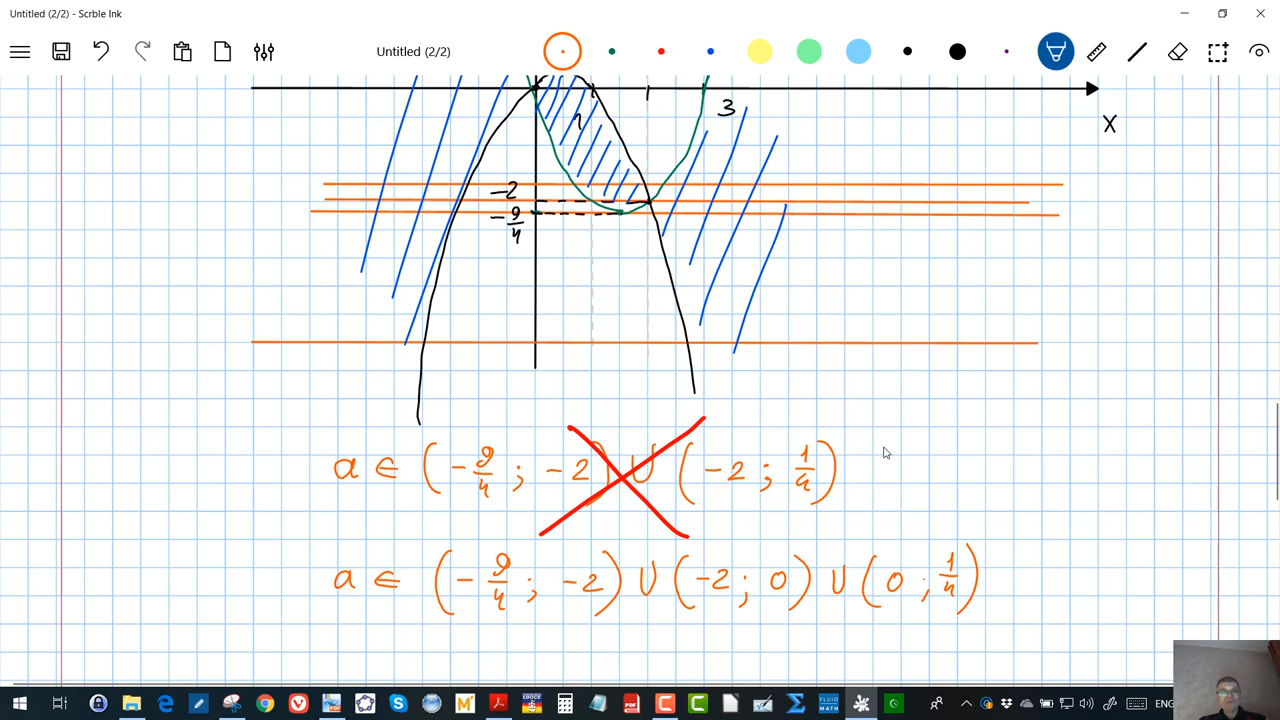 Untitled (2/2) - Scrble Ink
Untitled (2/2)
3
1
X
-2
-9/4
a ∈ (-9/4 ; -2) ∪ (-2 ; 1/4)
a ∈ (-9/4 ; -2) ∪ (-2 ; 0) ∪ (0 ; 1/4)
ENG